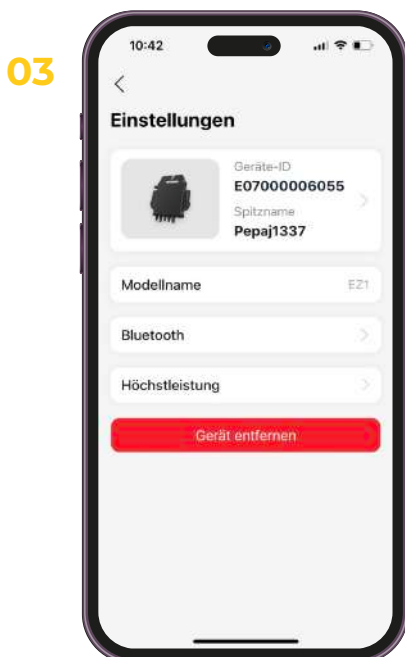 03
10:42
Einstellungen
Geräte-ID
E07000006055
Spitzname
Pepaj1337
Modellname EZ1
Bluetooth
Höchstleistung
Gerät entfernen